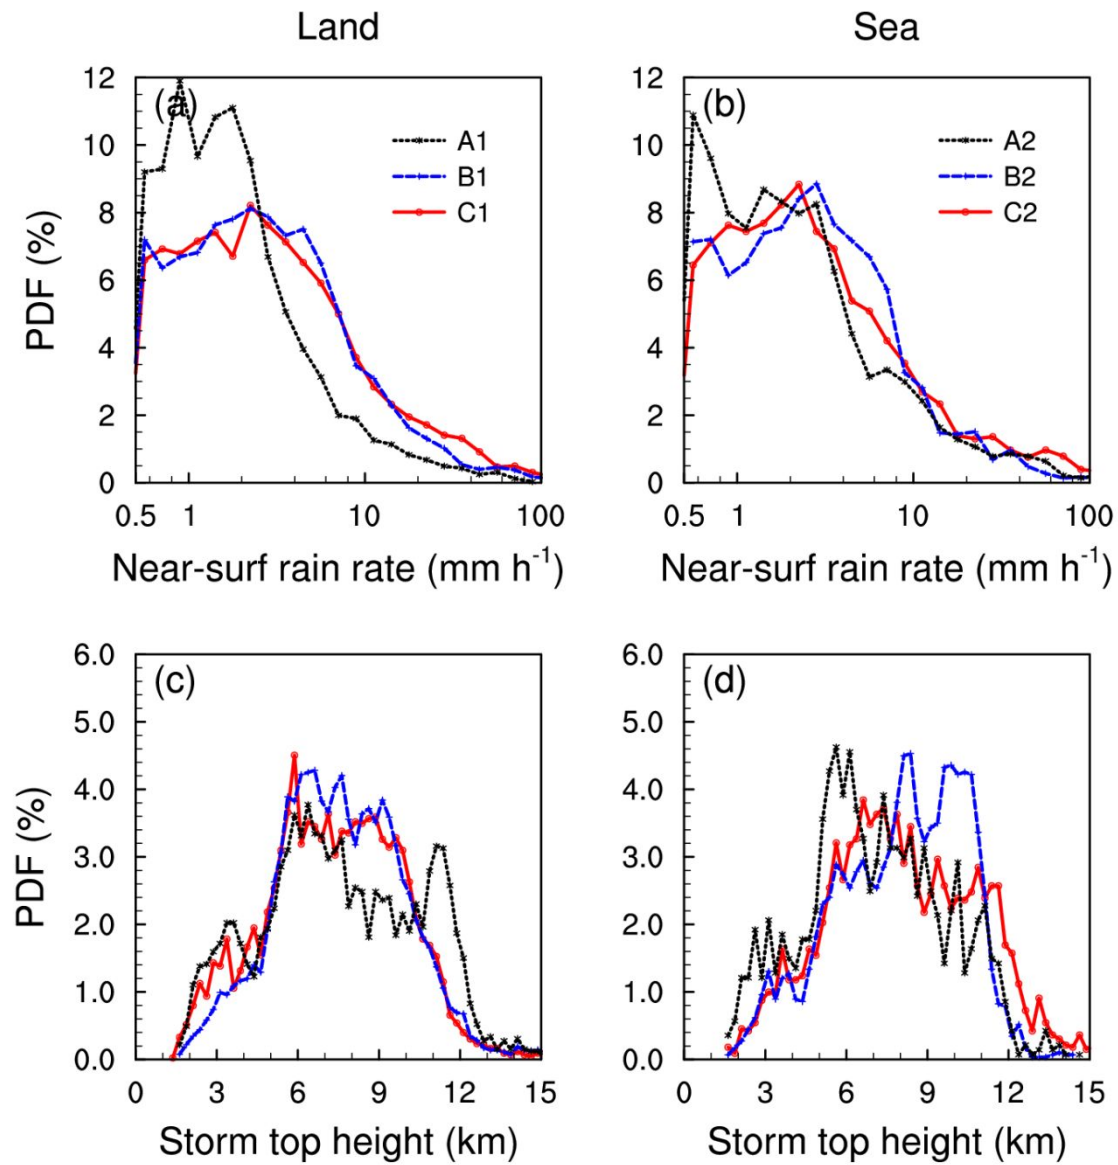 Land
Sea
(a)
(b)
12
10
8
6
4
2
0
PDF (%)
A1
B1
C1
0.5 1 10 100
Near-surf rain rate (mm h⁻¹)
12
10
8
6
4
2
0
A2
B2
C2
0.5 1 10 100
Near-surf rain rate (mm h⁻¹)
(c)
6.0
5.0
4.0
3.0
2.0
1.0
0.0
PDF (%)
0 3 6 9 12 15
Storm top height (km)
(d)
6.0
5.0
4.0
3.0
2.0
1.0
0.0
0 3 6 9 12 15
Storm top height (km)